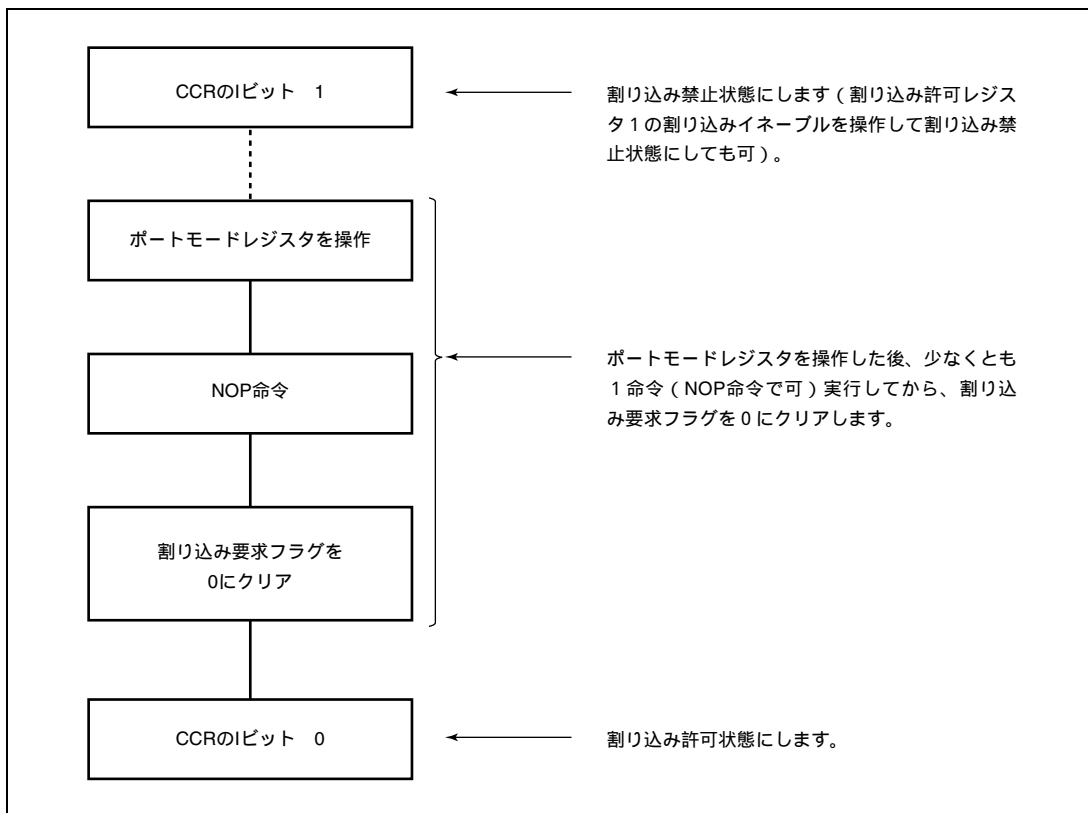 CCRのIビット　1
割り込み禁止状態にします（割り込み許可レジス
タ１の割り込みイネーブルを操作して割り込み禁
止状態にしても可）。
ポートモードレジスタを操作
NOP命令
ポートモードレジスタを操作した後、少なくとも
１命令（NOP命令で可）実行してから、割り込
み要求フラグを０にクリアします。
割り込み要求フラグを
0にクリア
CCRのIビット　0
割り込み許可状態にします。